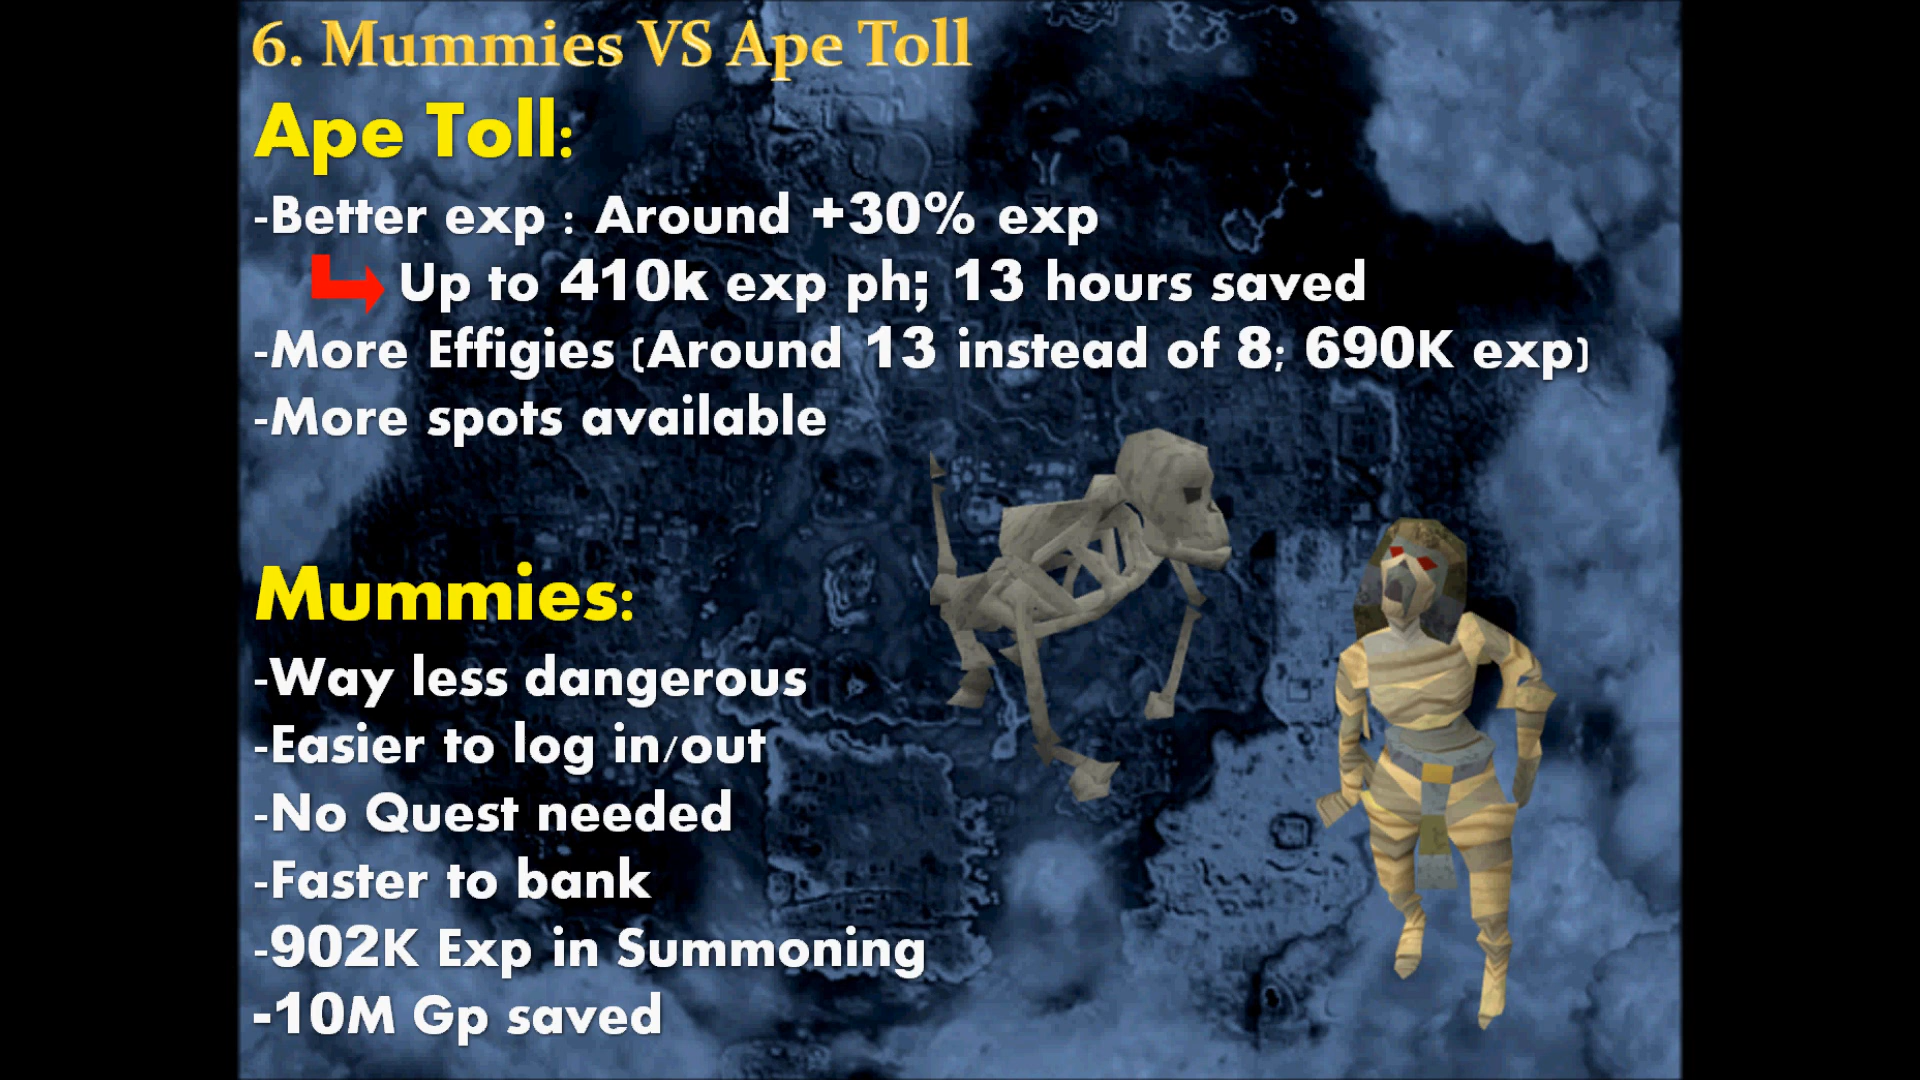 6. Mummies VS Ape Toll
Ape Toll:
-Better exp : Around +30% exp
Up to 410k exp ph; 13 hours saved
-More Effigies (Around 13 instead of 8; 690K exp)
-More spots available
Mummies:
-Way less dangerous
-Easier to log in/out
-No Quest needed
-Faster to bank
-902K Exp in Summoning
-10M Gp saved